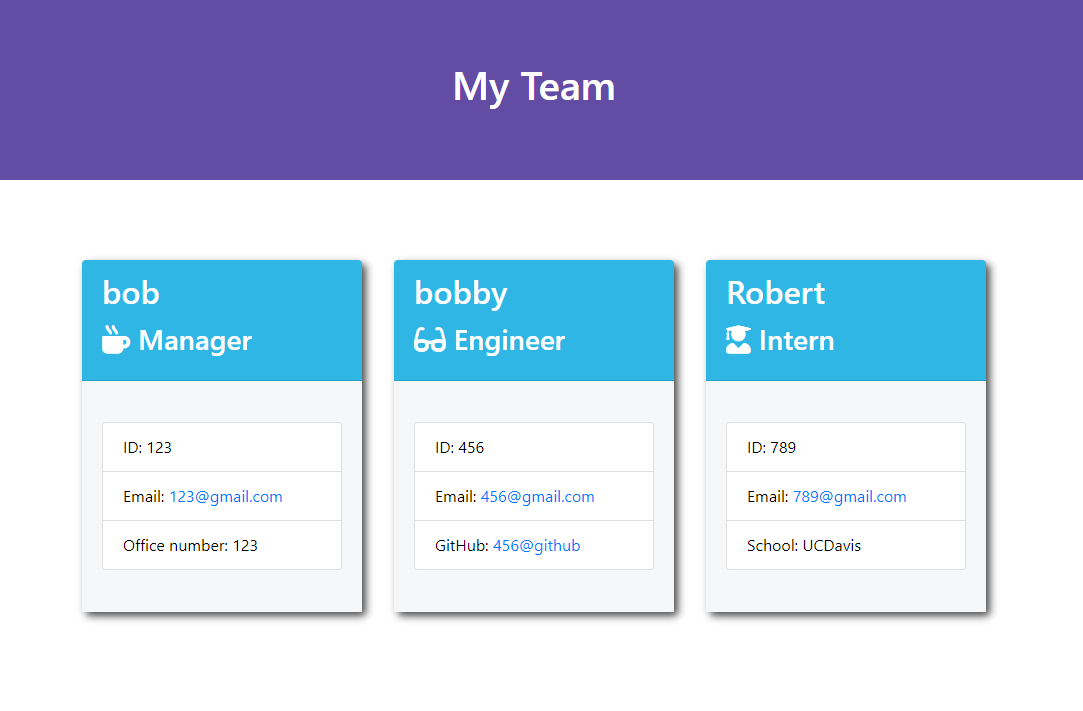 My Team
bob
Manager
ID: 123
Email: 123@gmail.com
Office number: 123
bobby
Engineer
ID: 456
Email: 456@gmail.com
GitHub: 456@github
Robert
Intern
ID: 789
Email: 789@gmail.com
School: UCDavis